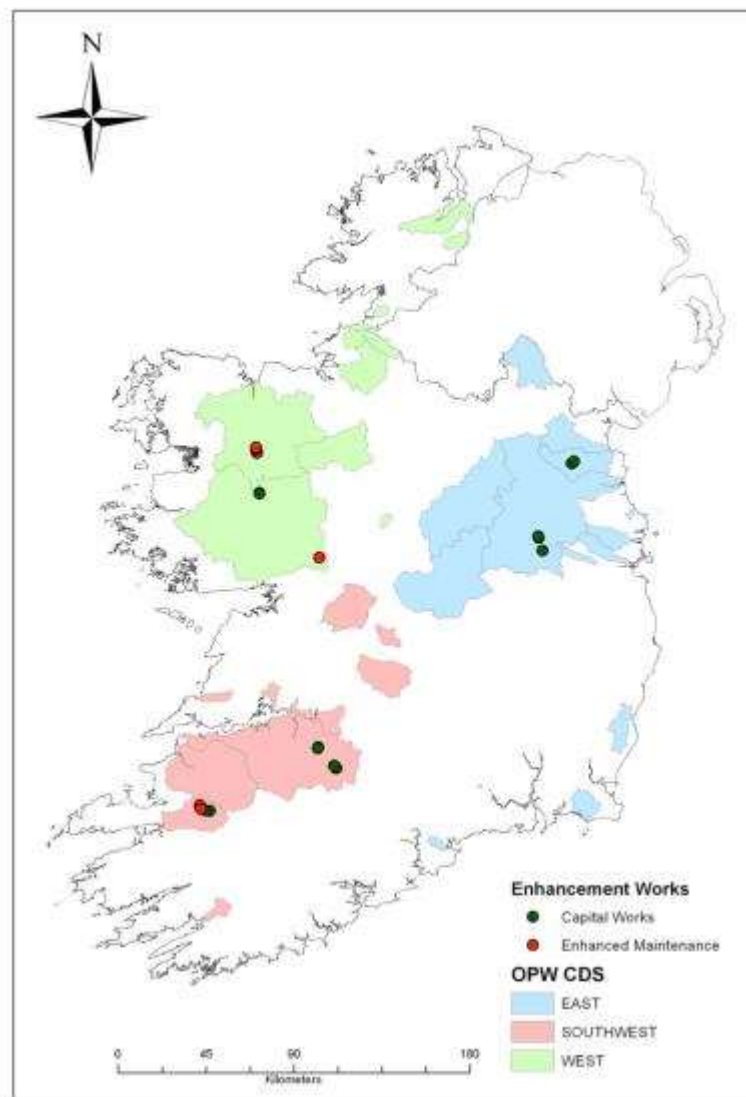 N
Enhancement Works
Capital Works
Enhanced Maintenance
OPW CDS
EAST
SOUTHWEST
WEST
0 45 90 180
Kilometers